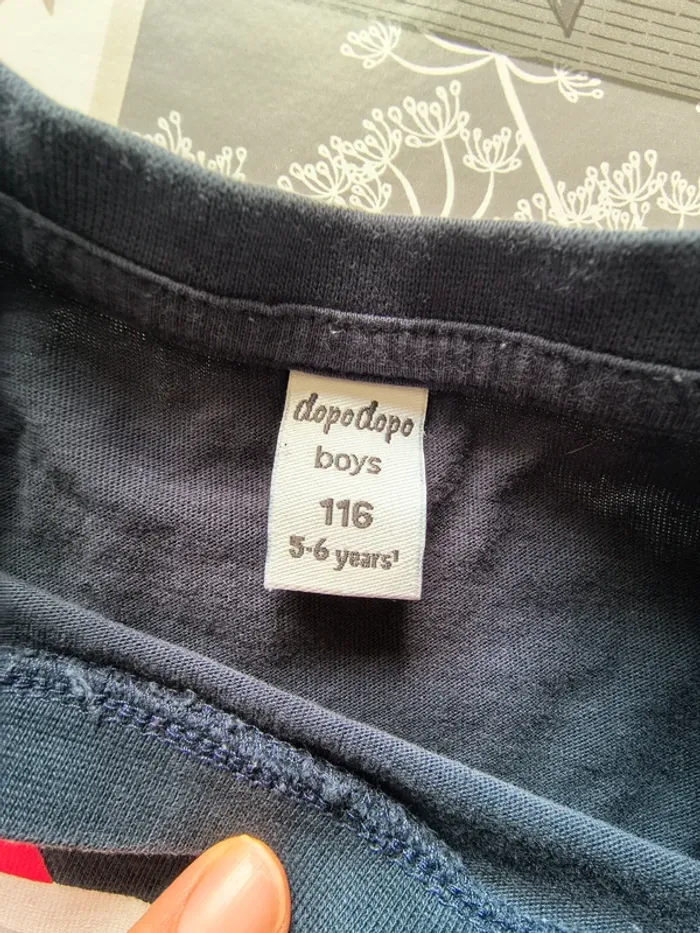 dopodopo
boys
116
5-6 years¹